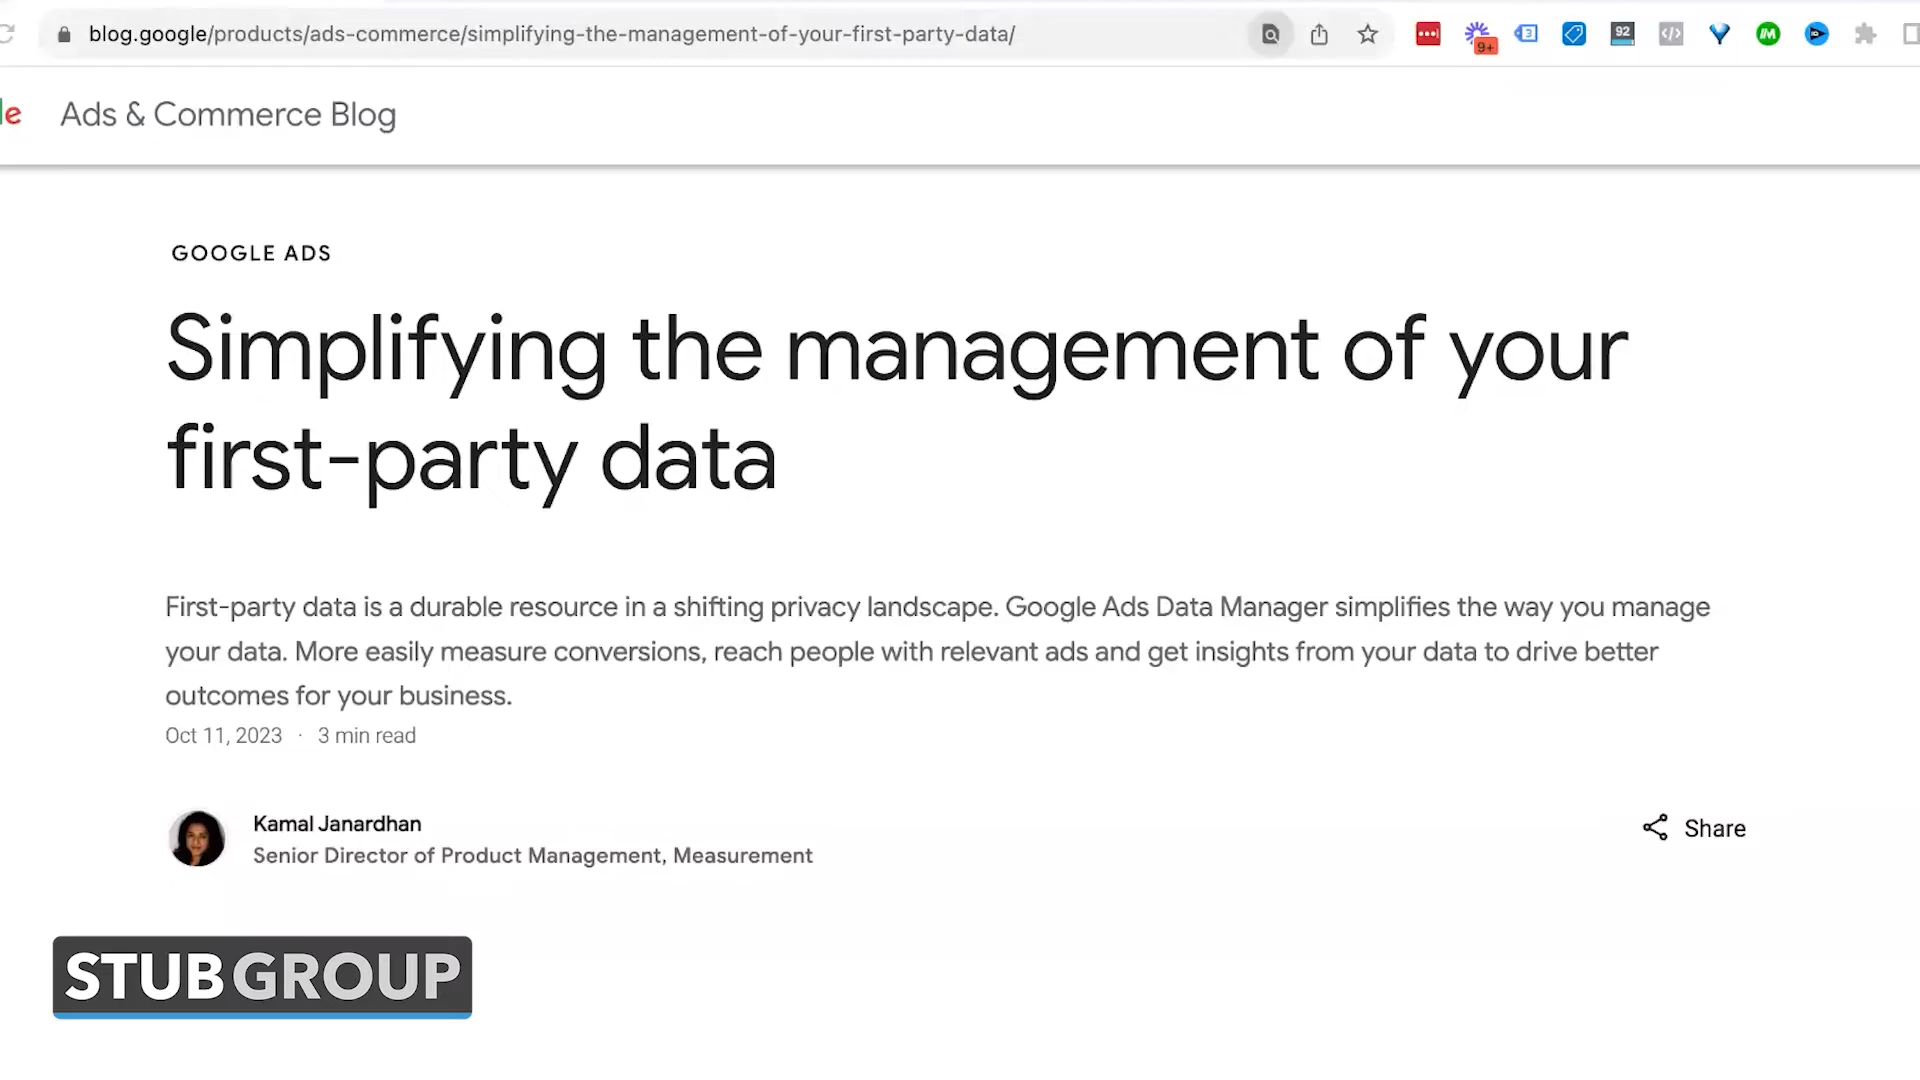 blog.google/products/ads-commerce/simplifying-the-management-of-your-first-party-data/
9+
3
92
le Ads & Commerce Blog
GOOGLE ADS
Simplifying the management of your
first-party data
First-party data is a durable resource in a shifting privacy landscape. Google Ads Data Manager simplifies the way you manage
your data. More easily measure conversions, reach people with relevant ads and get insights from your data to drive better
outcomes for your business.
Oct 11, 2023 · 3 min read
Kamal Janardhan
Senior Director of Product Management, Measurement
Share
STUBGROUP